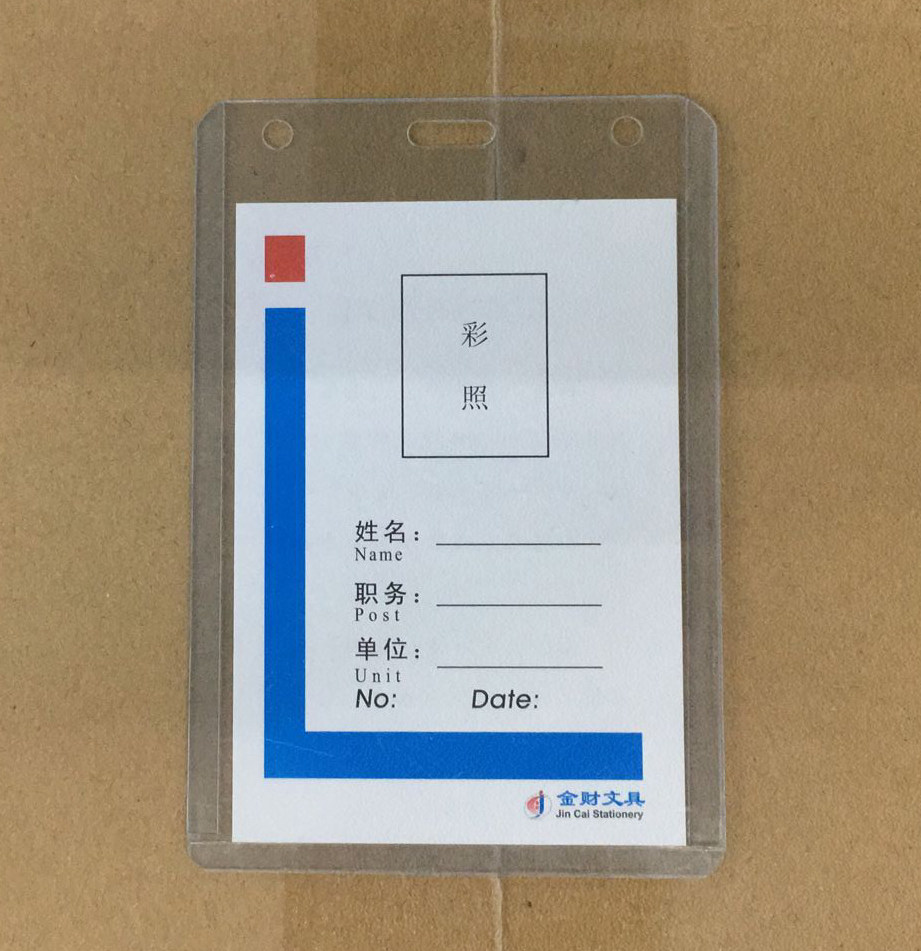 彩
照
姓名：
Name
职务：
Post
单位：
Unit
No: Date:
金财文具
Jin Cai Stationery